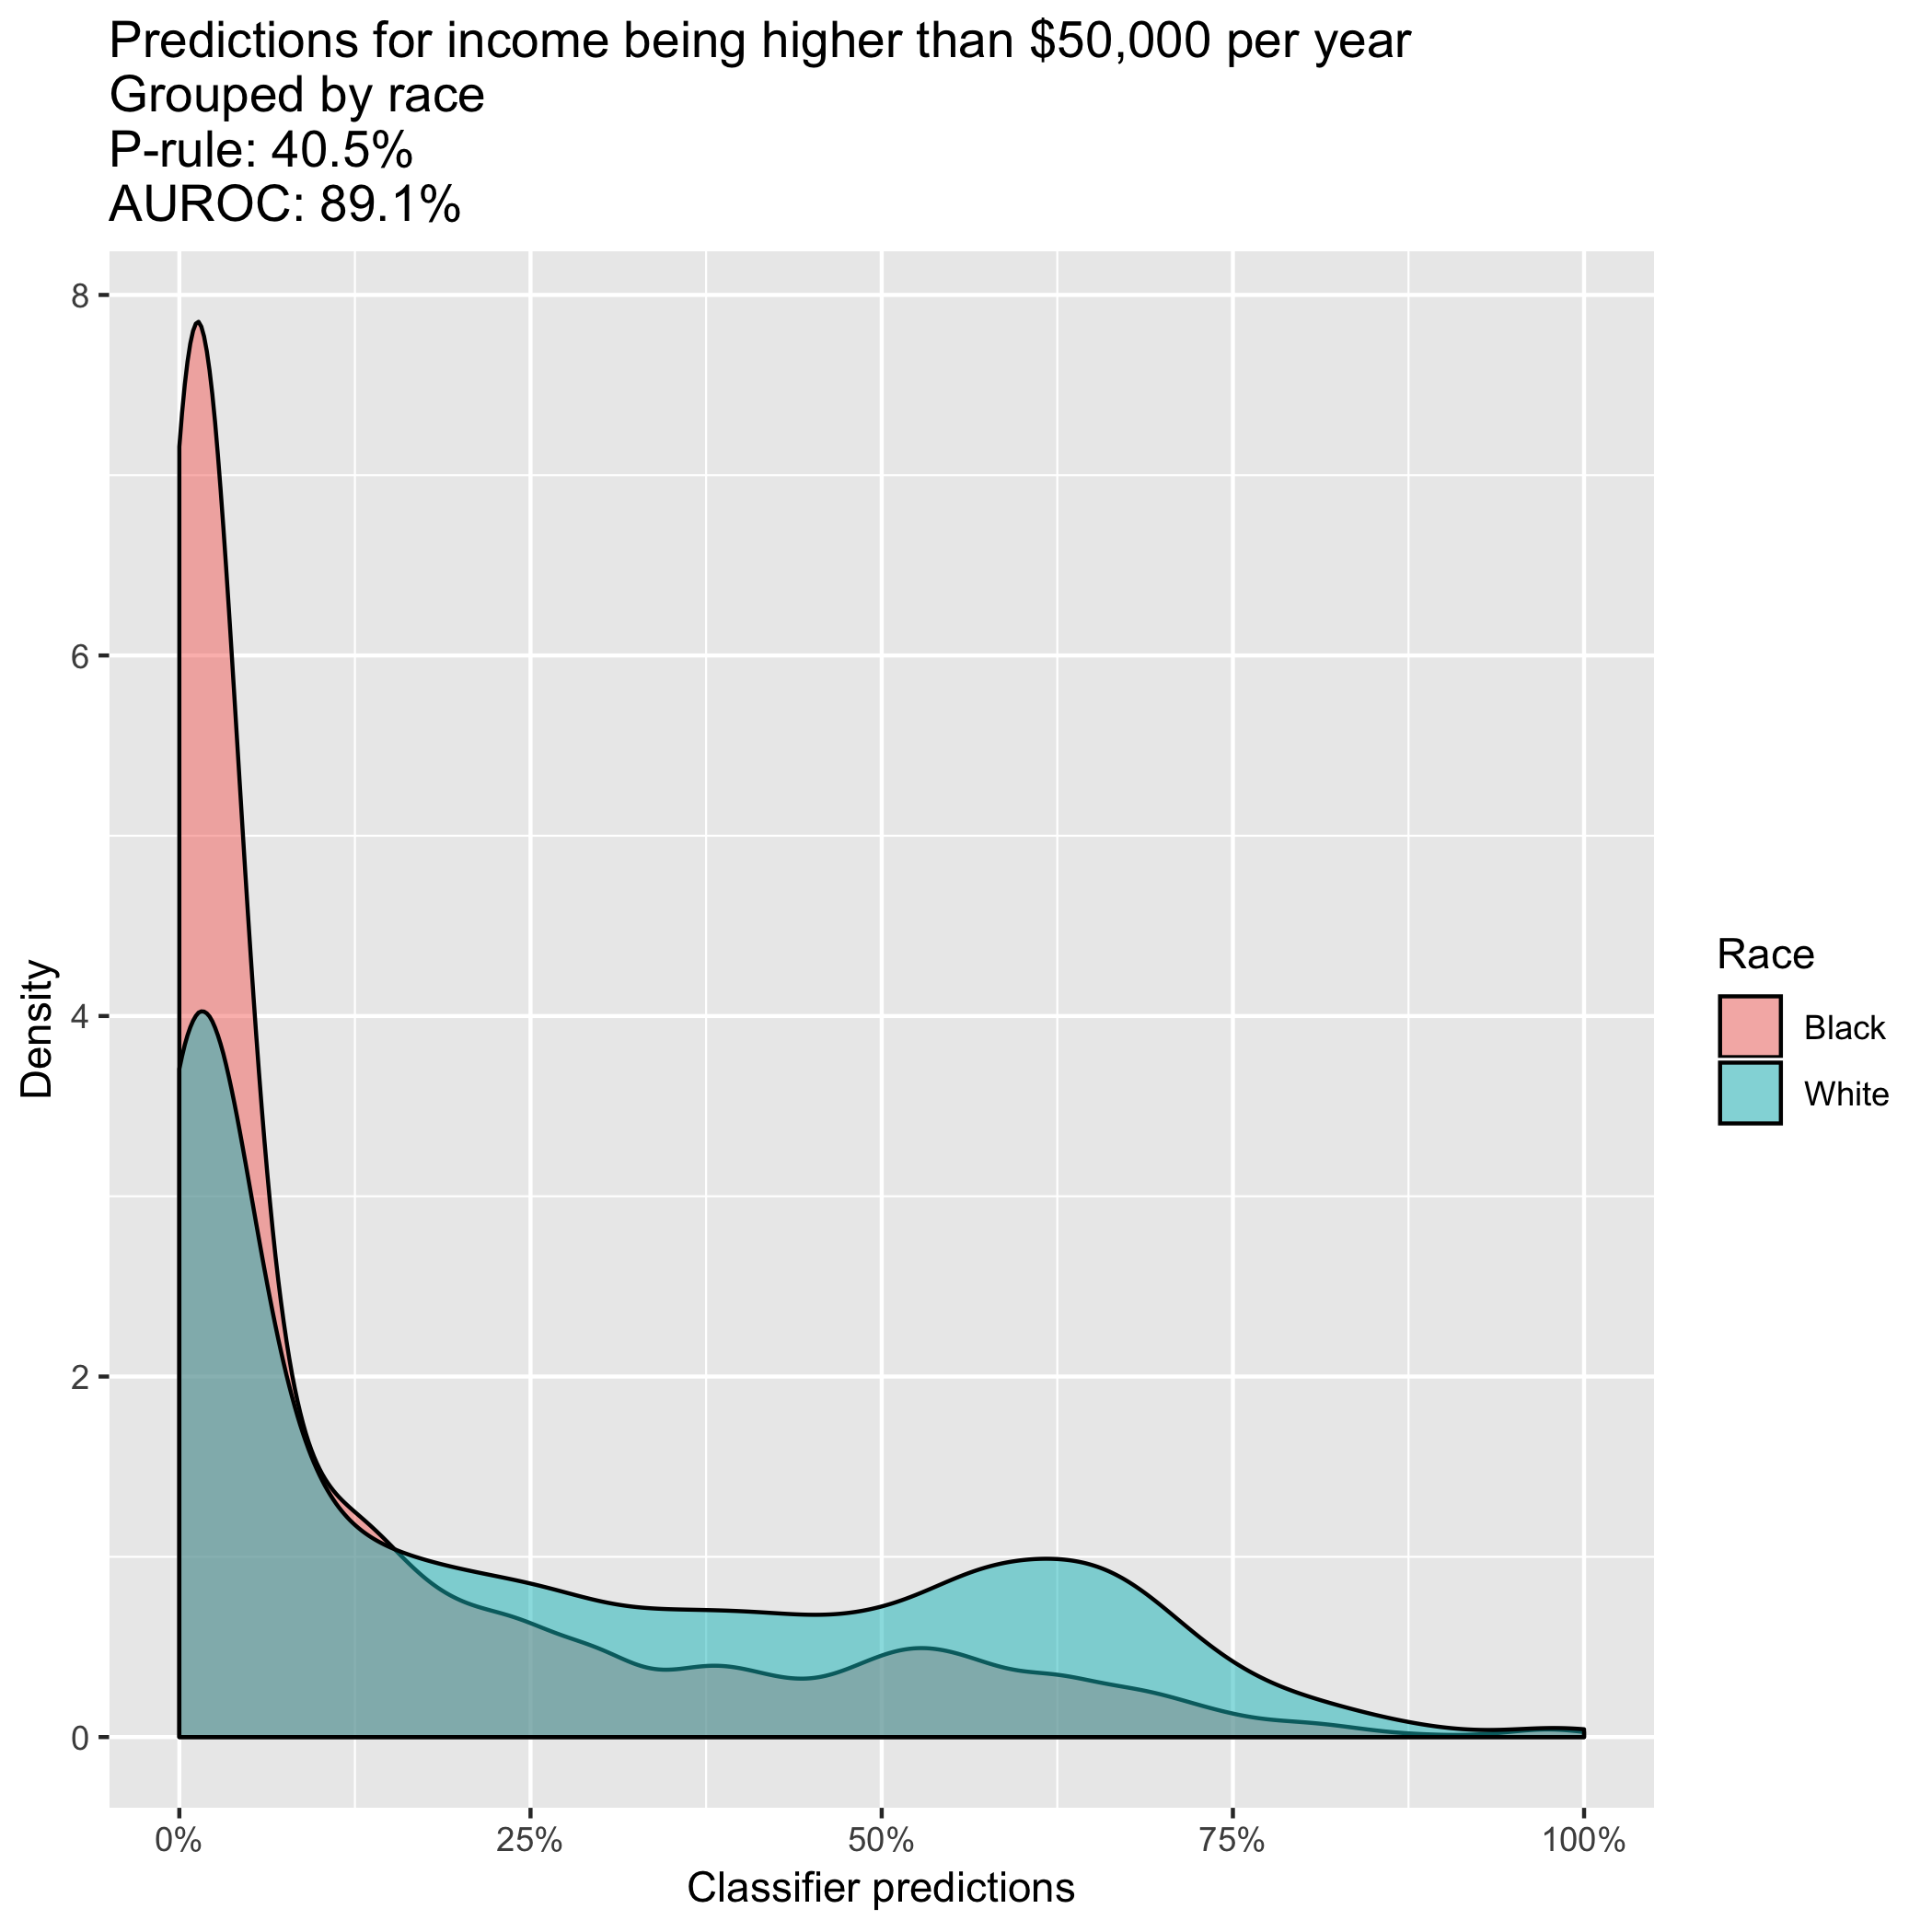 Predictions for income being higher than $50,000 per year
Grouped by race
P-rule: 40.5%
AUROC: 89.1%
8
6
4
2
0
Density
0% 25% 50% 75% 100%
Classifier predictions
Race
Black
White